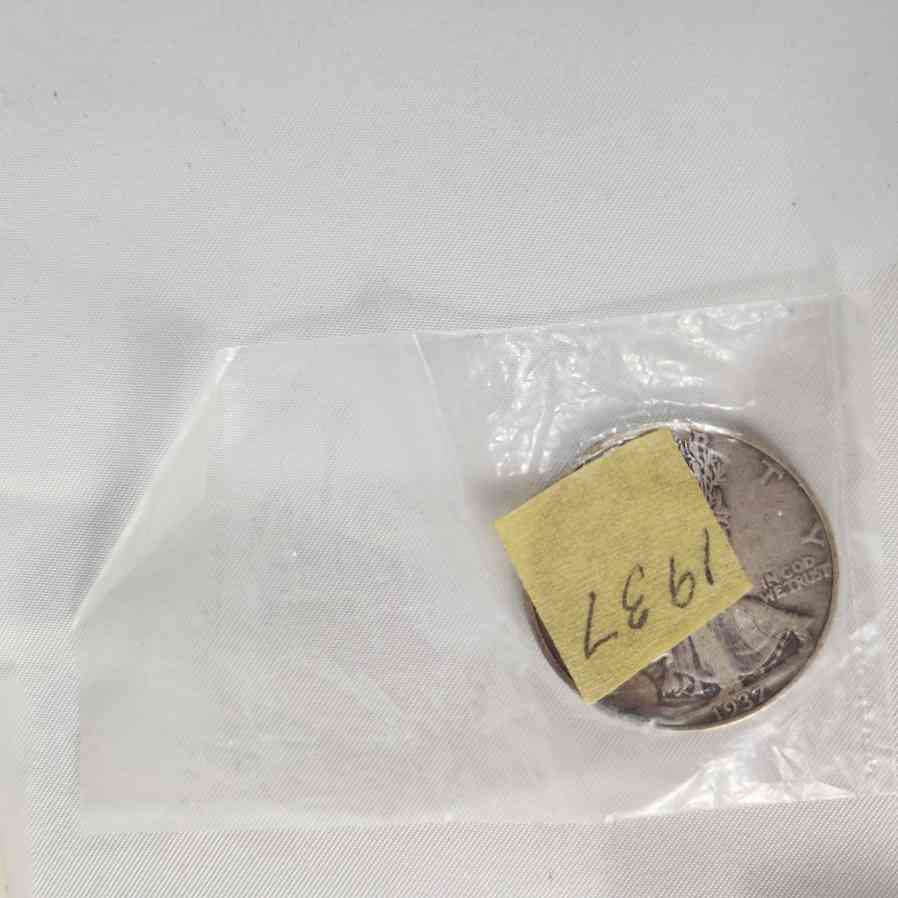 1937
T
Y
IN GOD
WE TRUST
1937